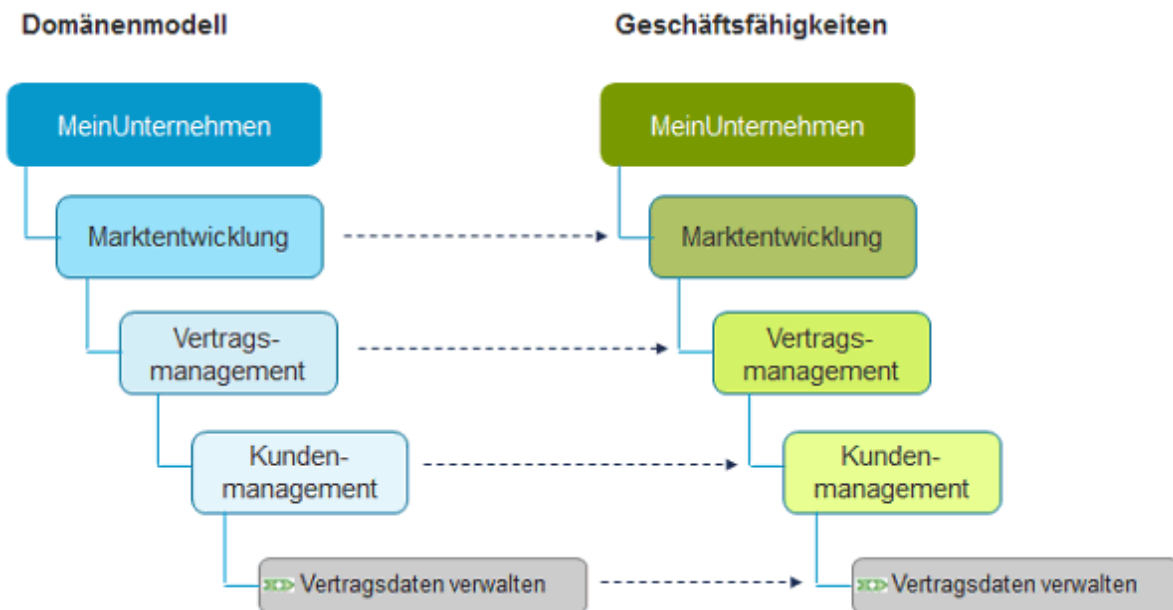 Domänenmodell
Geschäftsfähigkeiten
MeinUnternehmen
MeinUnternehmen
Marktentwicklung
Marktentwicklung
Vertrags-
management
Vertrags-
management
Kunden-
management
Kunden-
management
Vertragsdaten verwalten
Vertragsdaten verwalten